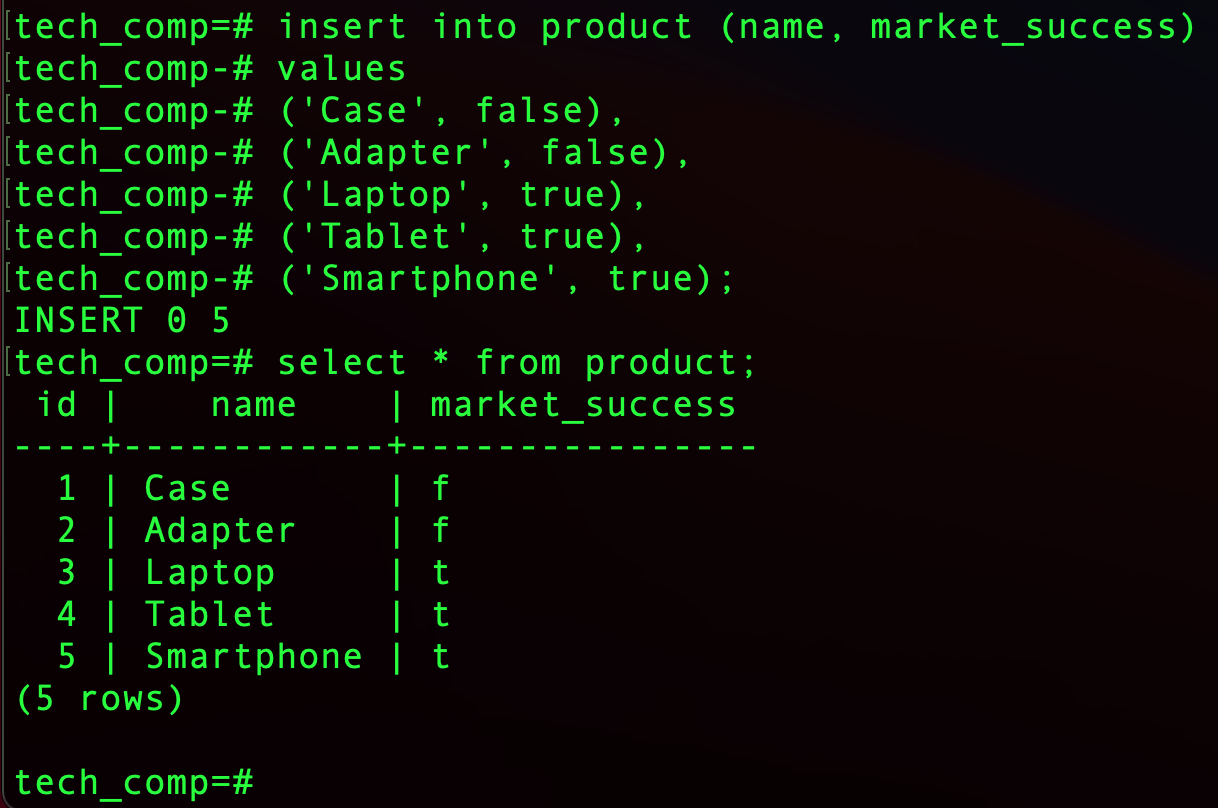 tech_comp=# insert into product (name, market_success)
tech_comp-# values
tech_comp-# ('Case', false),
tech_comp-# ('Adapter', false),
tech_comp-# ('Laptop', true),
tech_comp-# ('Tablet', true),
tech_comp-# ('Smartphone', true);
INSERT 0 5
tech_comp=# select * from product;
 id |    name    | market_success
----+------------+----------------
  1 | Case       | f
  2 | Adapter    | f
  3 | Laptop     | t
  4 | Tablet     | t
  5 | Smartphone | t
(5 rows)
tech_comp=#